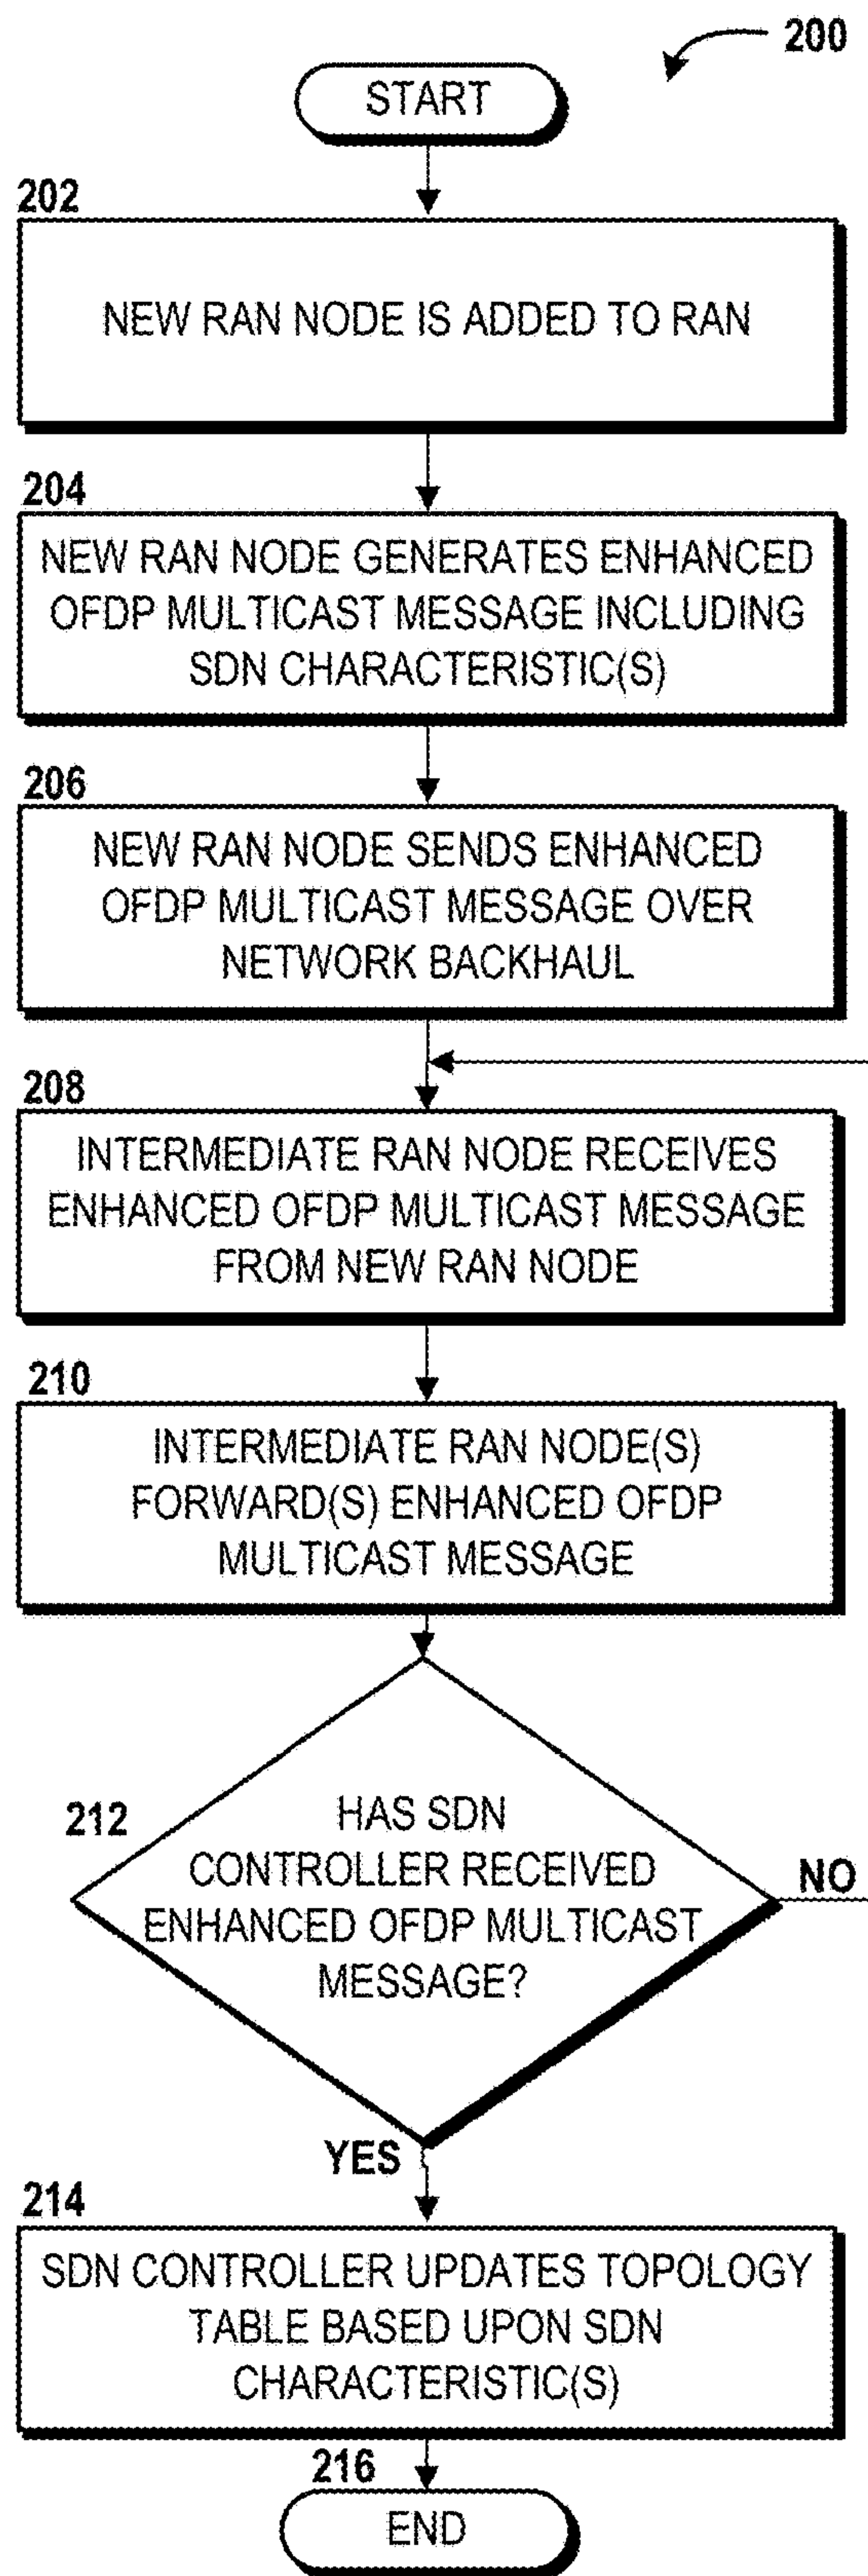 200
START
202
NEW RAN NODE IS ADDED TO RAN
204
NEW RAN NODE GENERATES ENHANCED
OFDP MULTICAST MESSAGE INCLUDING
SDN CHARACTERISTIC(S)
206
NEW RAN NODE SENDS ENHANCED
OFDP MULTICAST MESSAGE OVER
NETWORK BACKHAUL
208
INTERMEDIATE RAN NODE RECEIVES
ENHANCED OFDP MULTICAST MESSAGE
FROM NEW RAN NODE
210
INTERMEDIATE RAN NODE(S)
FORWARD(S) ENHANCED OFDP
MULTICAST MESSAGE
212
HAS SDN
CONTROLLER RECEIVED
ENHANCED OFDP MULTICAST
MESSAGE?
NO
YES
214
SDN CONTROLLER UPDATES TOPOLOGY
TABLE BASED UPON SDN
CHARACTERISTIC(S)
216
END